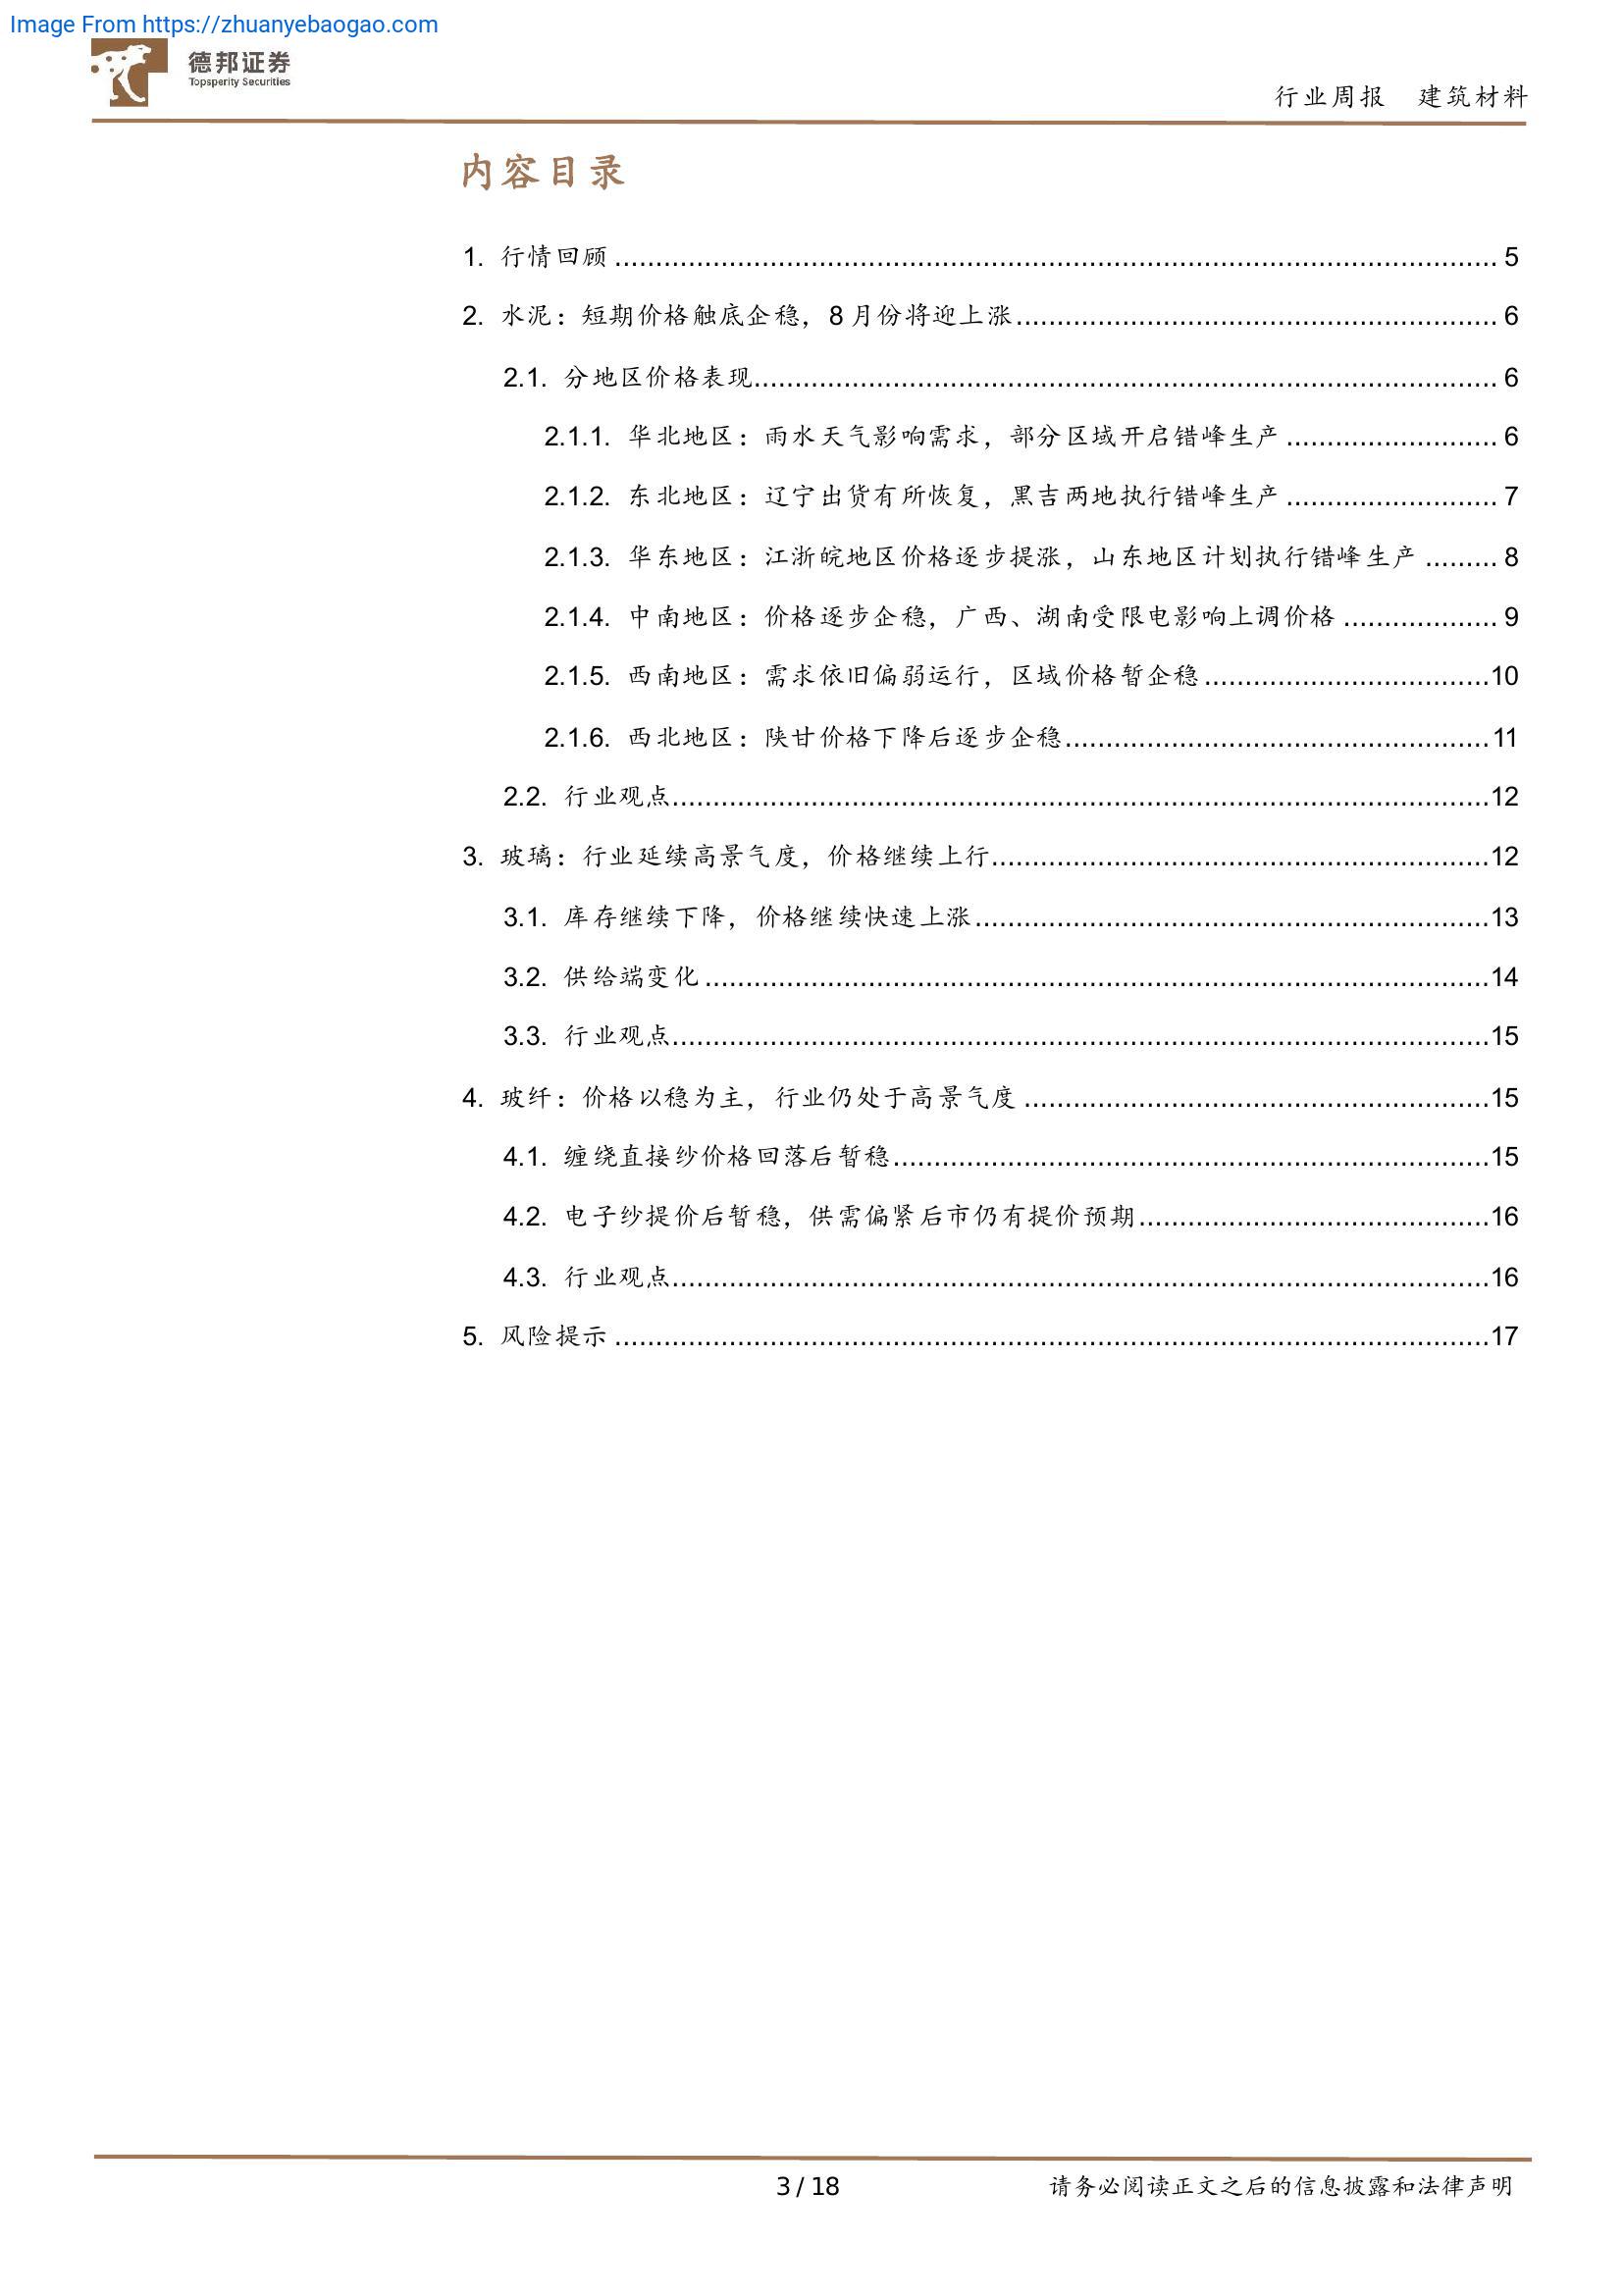 Image From https://zhuanyebaogao.com
德邦证券
Topsperity Securities
行业周报 建筑材料
内容目录
1. 行情回顾 ........................................................................................................... 5
2. 水泥：短期价格触底企稳，8 月份将迎上涨........................................................... 6
2.1. 分地区价格表现........................................................................................... 6
2.1.1. 华北地区：雨水天气影响需求，部分区域开启错峰生产 .......................... 6
2.1.2. 东北地区：辽宁出货有所恢复，黑吉两地执行错峰生产 .......................... 7
2.1.3. 华东地区：江浙皖地区价格逐步提涨，山东地区计划执行错峰生产 ......... 8
2.1.4. 中南地区：价格逐步企稳，广西、湖南受限电影响上调价格 ................... 9
2.1.5. 西南地区：需求依旧偏弱运行，区域价格暂企稳...................................10
2.1.6. 西北地区：陕甘价格下降后逐步企稳....................................................11
2.2. 行业观点....................................................................................................12
3. 玻璃：行业延续高景气度，价格继续上行.............................................................12
3.1. 库存继续下降，价格继续快速上涨...............................................................13
3.2. 供给端变化 ................................................................................................14
3.3. 行业观点....................................................................................................15
4. 玻纤：价格以稳为主，行业仍处于高景气度 .........................................................15
4.1. 缠绕直接纱价格回落后暂稳.........................................................................15
4.2. 电子纱提价后暂稳，供需偏紧后市仍有提价预期...........................................16
4.3. 行业观点....................................................................................................16
5. 风险提示 ...........................................................................................................17
3 / 18
请务必阅读正文之后的信息披露和法律声明